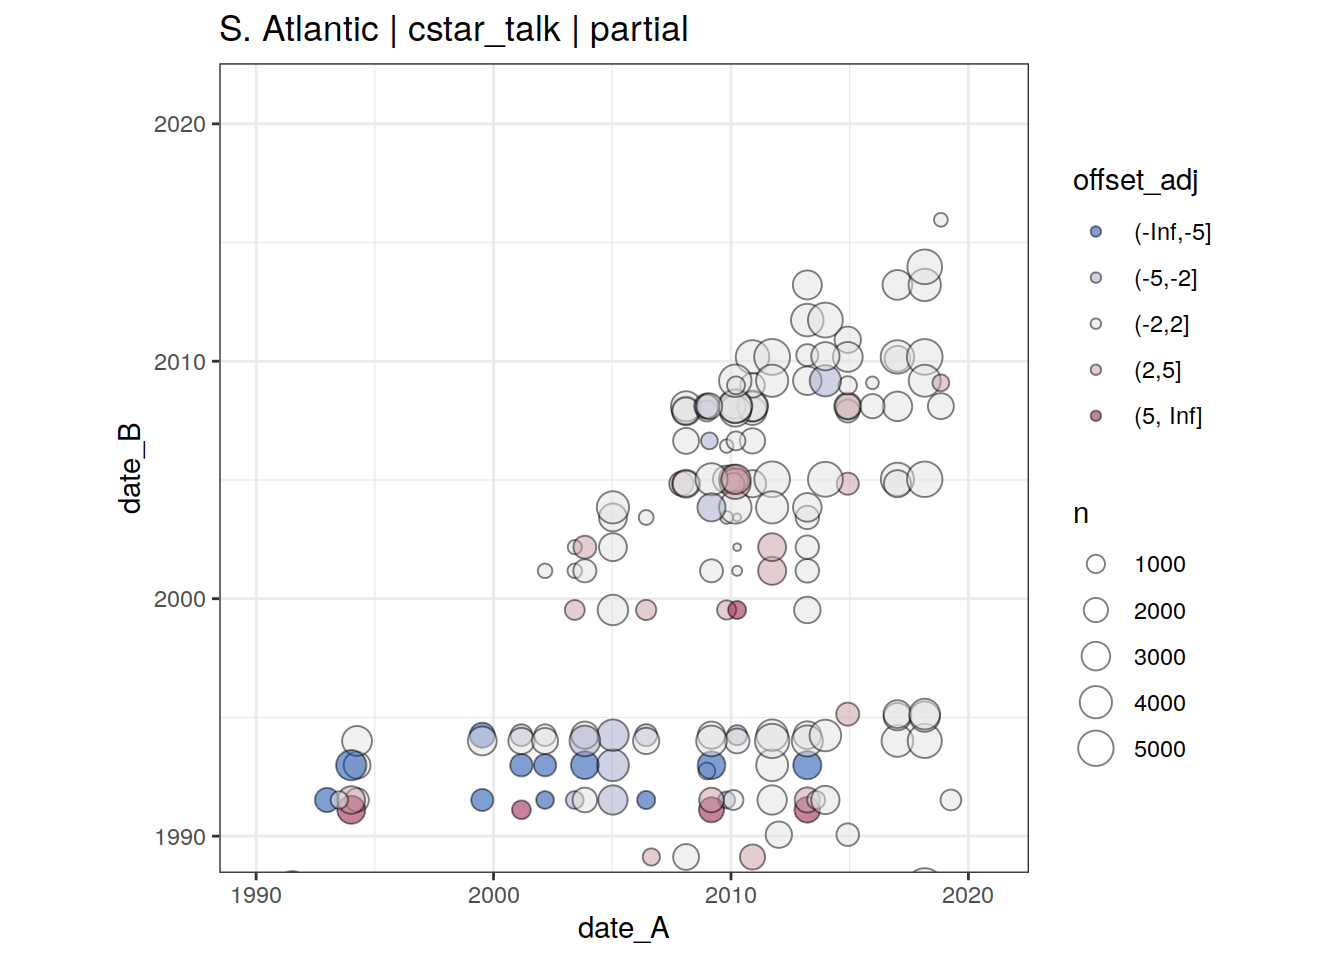 S. Atlantic | cstar_talk | partial
2020
2010
2000
1990
date_B
1990
2000
2010
2020
date_A
offset_adj
(-Inf,-5]
(-5,-2]
(-2,2]
(2,5]
(5, Inf]
n
1000
2000
3000
4000
5000